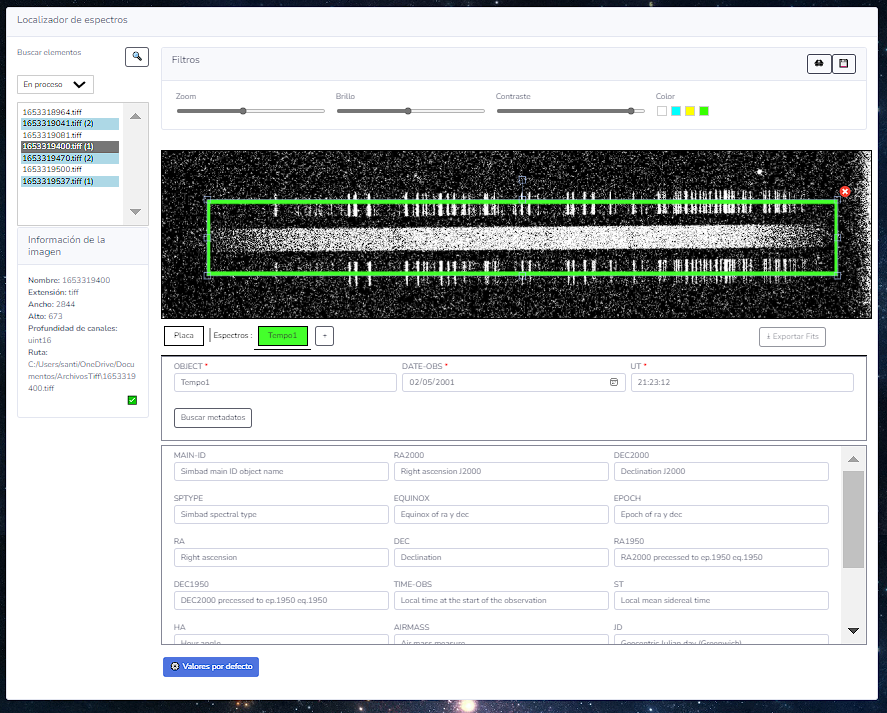 Localizador de espectros
Buscar elementos
En proceso
1653318964.tiff
1653319041.tiff (2)
1653319081.tiff
1653319400.tiff (1)
1653319470.tiff (2)
1653319500.tiff
1653319537.tiff (1)
Información de la
imagen
Nombre: 1653319400
Extensión: tiff
Ancho: 2844
Alto: 673
Profundidad de canales:
uint16
Ruta:
C:/Users/santi/OneDrive/Docu
mentos/ArchivosTiff\1653319
400.tiff
Filtros
Zoom Brillo Contraste Color
Placa Espectros : Tempo1 + Exportar Fits
OBJECT * DATE-OBS * UT *
Tempo1 02/05/2001 21:23:12
Buscar metadatos
MAIN-ID RA2000 DEC2000
Simbad main ID object name Right ascension J2000 Declination J2000
SPTYPE EQUINOX EPOCH
Simbad spectral type Equinox of ra y dec Epoch of ra y dec
RA DEC RA1950
Right ascension Declination RA2000 precessed to ep.1950 eq.1950
DEC1950 TIME-OBS ST
DEC2000 precessed to ep.1950 eq.1950 Local time at the start of the observation Local mean sidereal time
HA AIRMASS JD
Hour angle Air mass measure Geocentric Julian day (Greenwich)
Valores por defecto